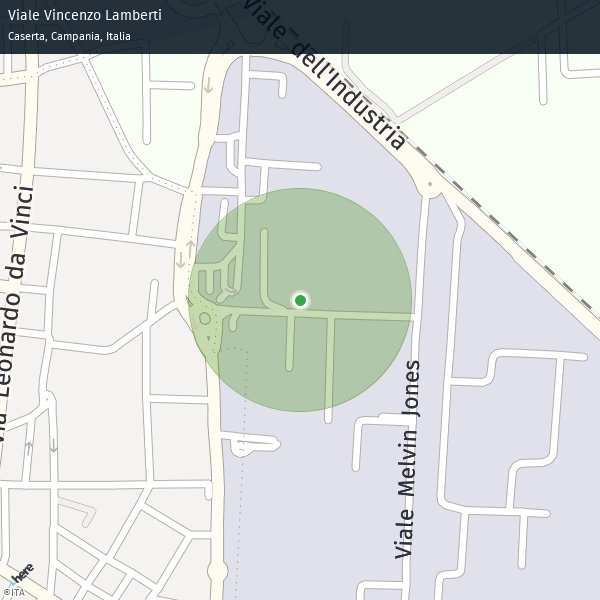 Viale Vincenzo Lamberti
Caserta, Campania, Italia
Viale dell'Industria
Via Leonardo da Vinci
Viale Melvin Jones
here
©ITA